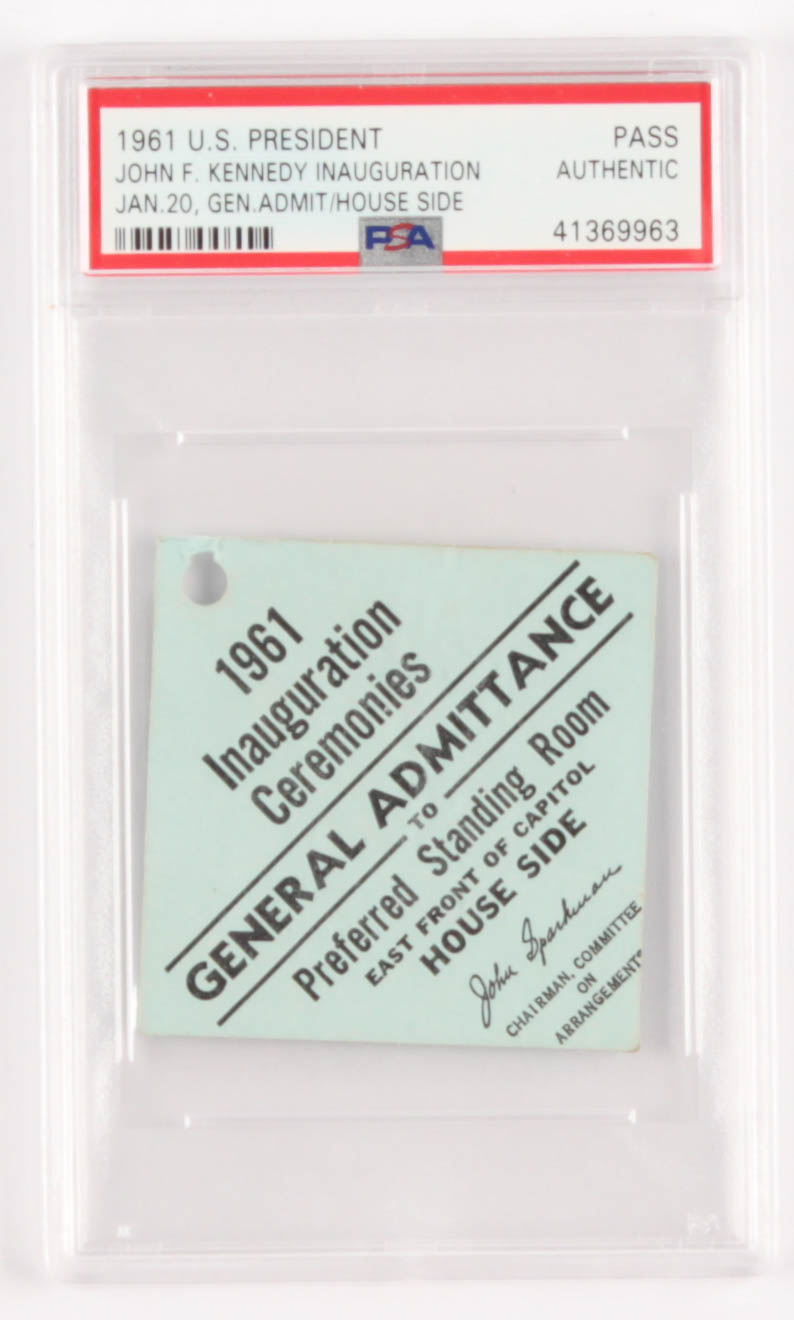 1961 U.S. PRESIDENT PASS
JOHN F. KENNEDY INAUGURATION AUTHENTIC
JAN.20, GEN.ADMIT/HOUSE SIDE
PSA 41369963
1961
Inauguration
Ceremonies
GENERAL ADMITTANCE
TO
Preferred Standing Room
EAST FRONT OF CAPITOL
HOUSE SIDE
John Sparkman
CHAIRMAN, COMMITTEE
ON
ARRANGEMENTS